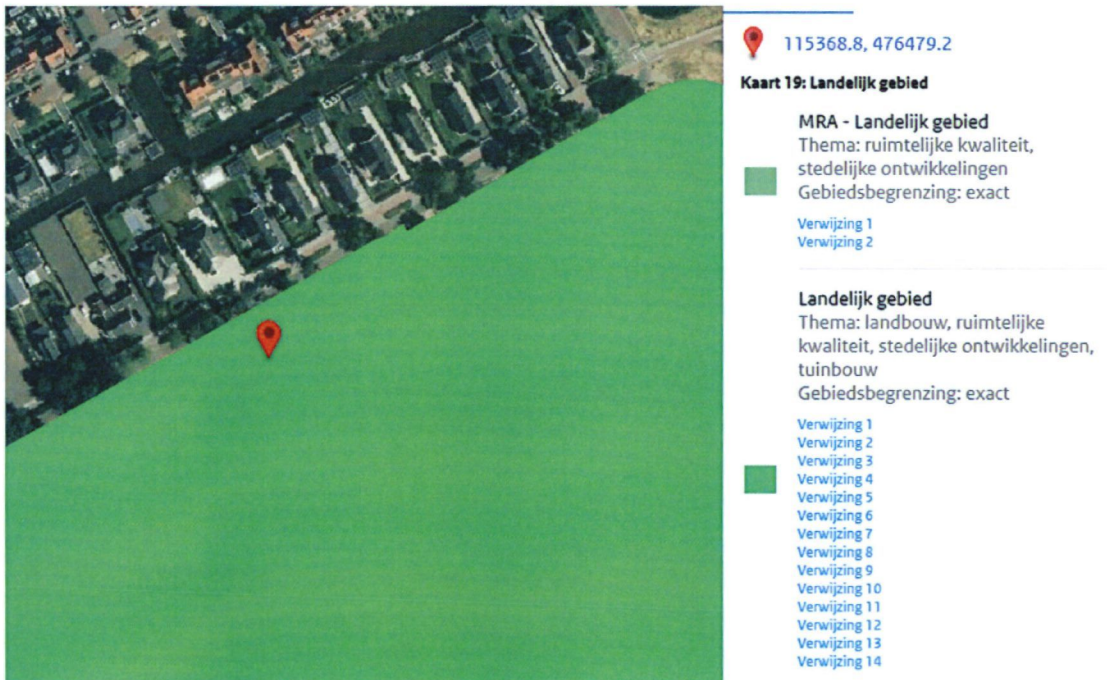 115368.8, 476479.2
Kaart 19: Landelijk gebied
MRA - Landelijk gebied
Thema: ruimtelijke kwaliteit,
stedelijke ontwikkelingen
Gebiedsbegrenzing: exact
Verwijzing 1
Verwijzing 2
Landelijk gebied
Thema: landbouw, ruimtelijke
kwaliteit, stedelijke ontwikkelingen,
tuinbouw
Gebiedsbegrenzing: exact
Verwijzing 1
Verwijzing 2
Verwijzing 3
Verwijzing 4
Verwijzing 5
Verwijzing 6
Verwijzing 7
Verwijzing 8
Verwijzing 9
Verwijzing 10
Verwijzing 11
Verwijzing 12
Verwijzing 13
Verwijzing 14